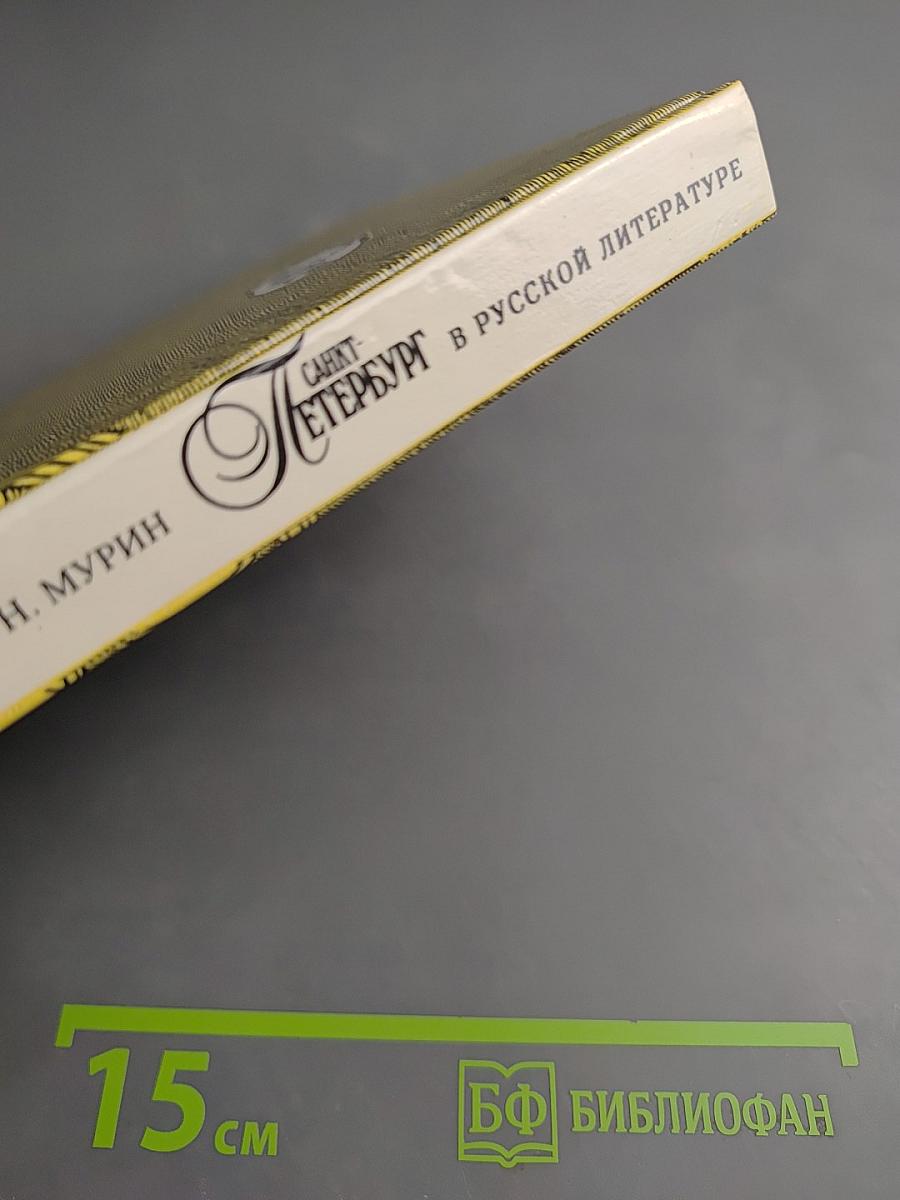 Н. МУРИН
САНКТ-
ПЕТЕРБУРГ
В РУССКОЙ ЛИТЕРАТУРЕ
15 СМ
БФ БИБЛИОФАН